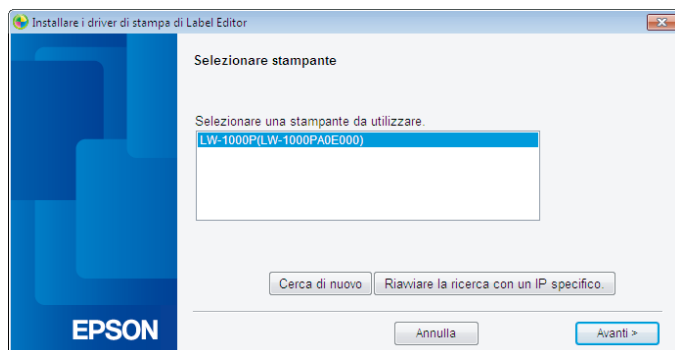 Installare i driver di stampa di Label Editor
Selezionare stampante
Selezionare una stampante da utilizzare.
LW-1000P(LW-1000PA0E000)
Cerca di nuovo
Riavviare la ricerca con un IP specifico.
EPSON
Annulla
Avanti >